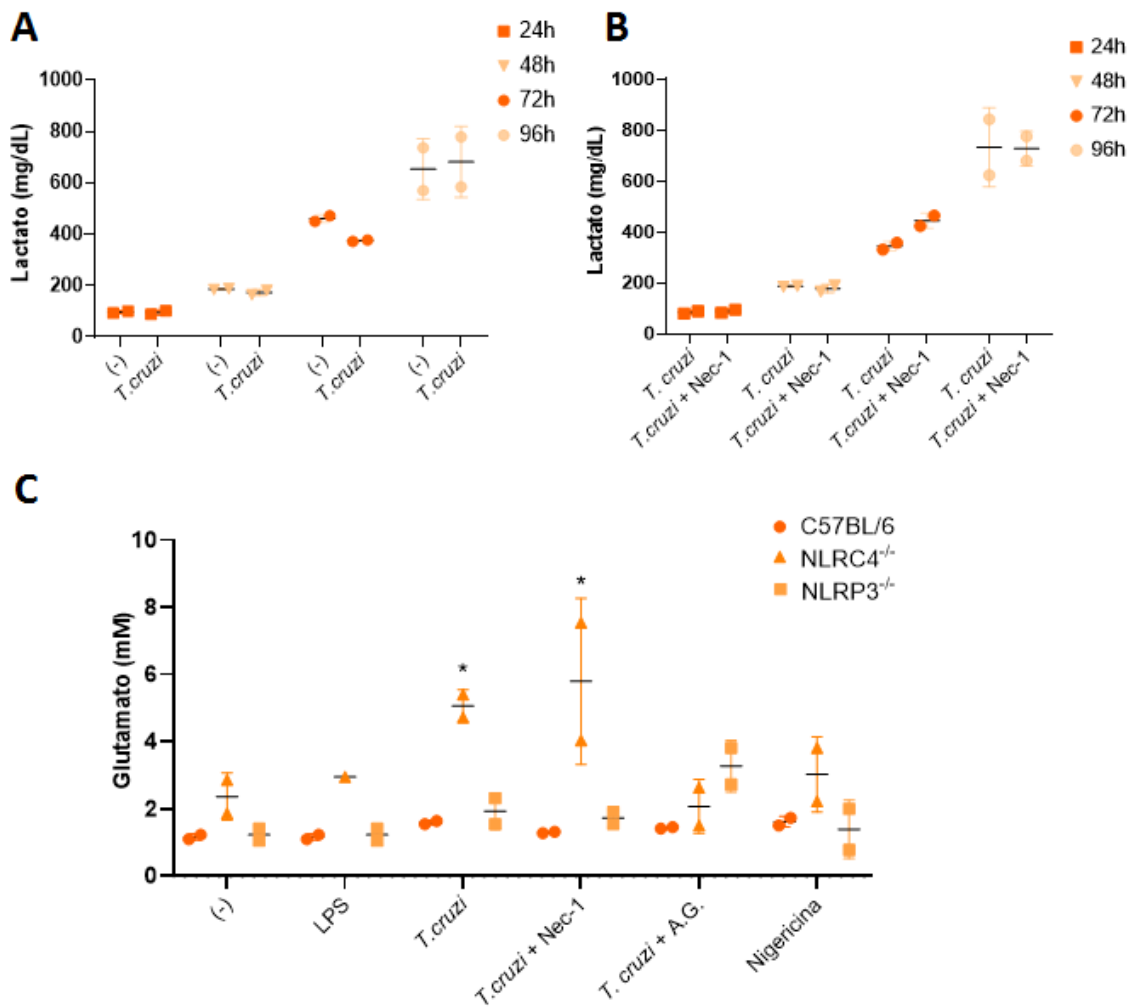 A
24h
48h
72h
96h
Lactato (mg/dL)
1000
800
600
400
200
0
(-)
T.cruzi
(-)
T.cruzi
(-)
T.cruzi
(-)
T.cruzi
B
24h
48h
72h
96h
Lactato (mg/dL)
1000
800
600
400
200
0
T. cruzi
T.cruzi + Nec-1
T. cruzi
T.cruzi + Nec-1
T. cruzi
T.cruzi + Nec-1
T. cruzi
T.cruzi + Nec-1
C
C57BL/6
NLRC4-/-
NLRP3-/-
Glutamato (mM)
10
8
6
4
2
0
*
*
(-)
LPS
T.cruzi
T.cruzi + Nec-1
T. cruzi + A.G.
Nigericina